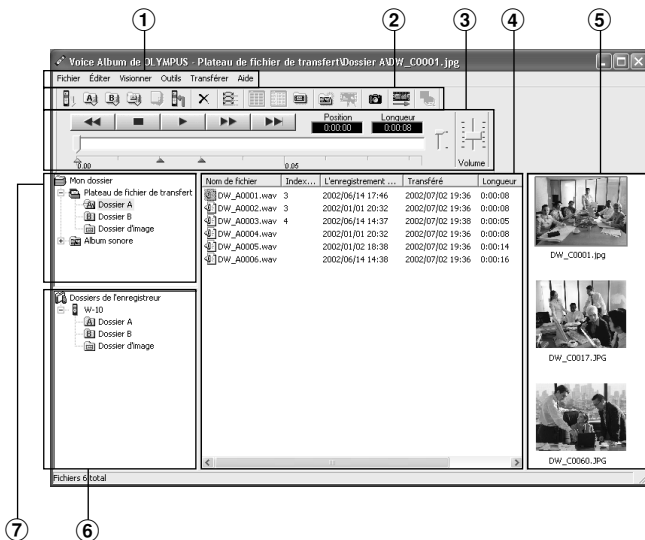 ① ② ③ ④ ⑤
Voice Album de OLYMPUS - Plateau de fichier de transfert\Dossier A\DW_C0001.jpg
Fichier Éditer Visionner Outils Transférer Aide
Position Longueur
0:00:00 0:00:08
0.00 0.05
Volume
Mon dossier
Plateau de fichier de transfert
Dossier A
Dossier B
Dossier d'image
Album sonore
Nom de fichier Index... L'enregistrement ... Transféré Longueur
DW_A0001.wav 3 2002/06/14 17:46 2002/07/02 19:36 0:00:08
DW_A0002.wav 3 2002/01/01 20:32 2002/07/02 19:36 0:00:08
DW_A0003.wav 4 2002/06/14 14:37 2002/07/02 19:38 0:00:05
DW_A0004.wav 2002/01/01 20:32 2002/07/02 19:36 0:00:08
DW_A0005.wav 2002/01/02 18:38 2002/07/02 19:36 0:00:14
DW_A0006.wav 2002/06/14 14:38 2002/07/02 19:36 0:00:16
DW_C0001.jpg
DW_C0017.JPG
DW_C0060.JPG
Dossiers de l'enregistreur
W-10
Dossier A
Dossier B
Dossier d'image
Fichiers 6 total
⑦ ⑥